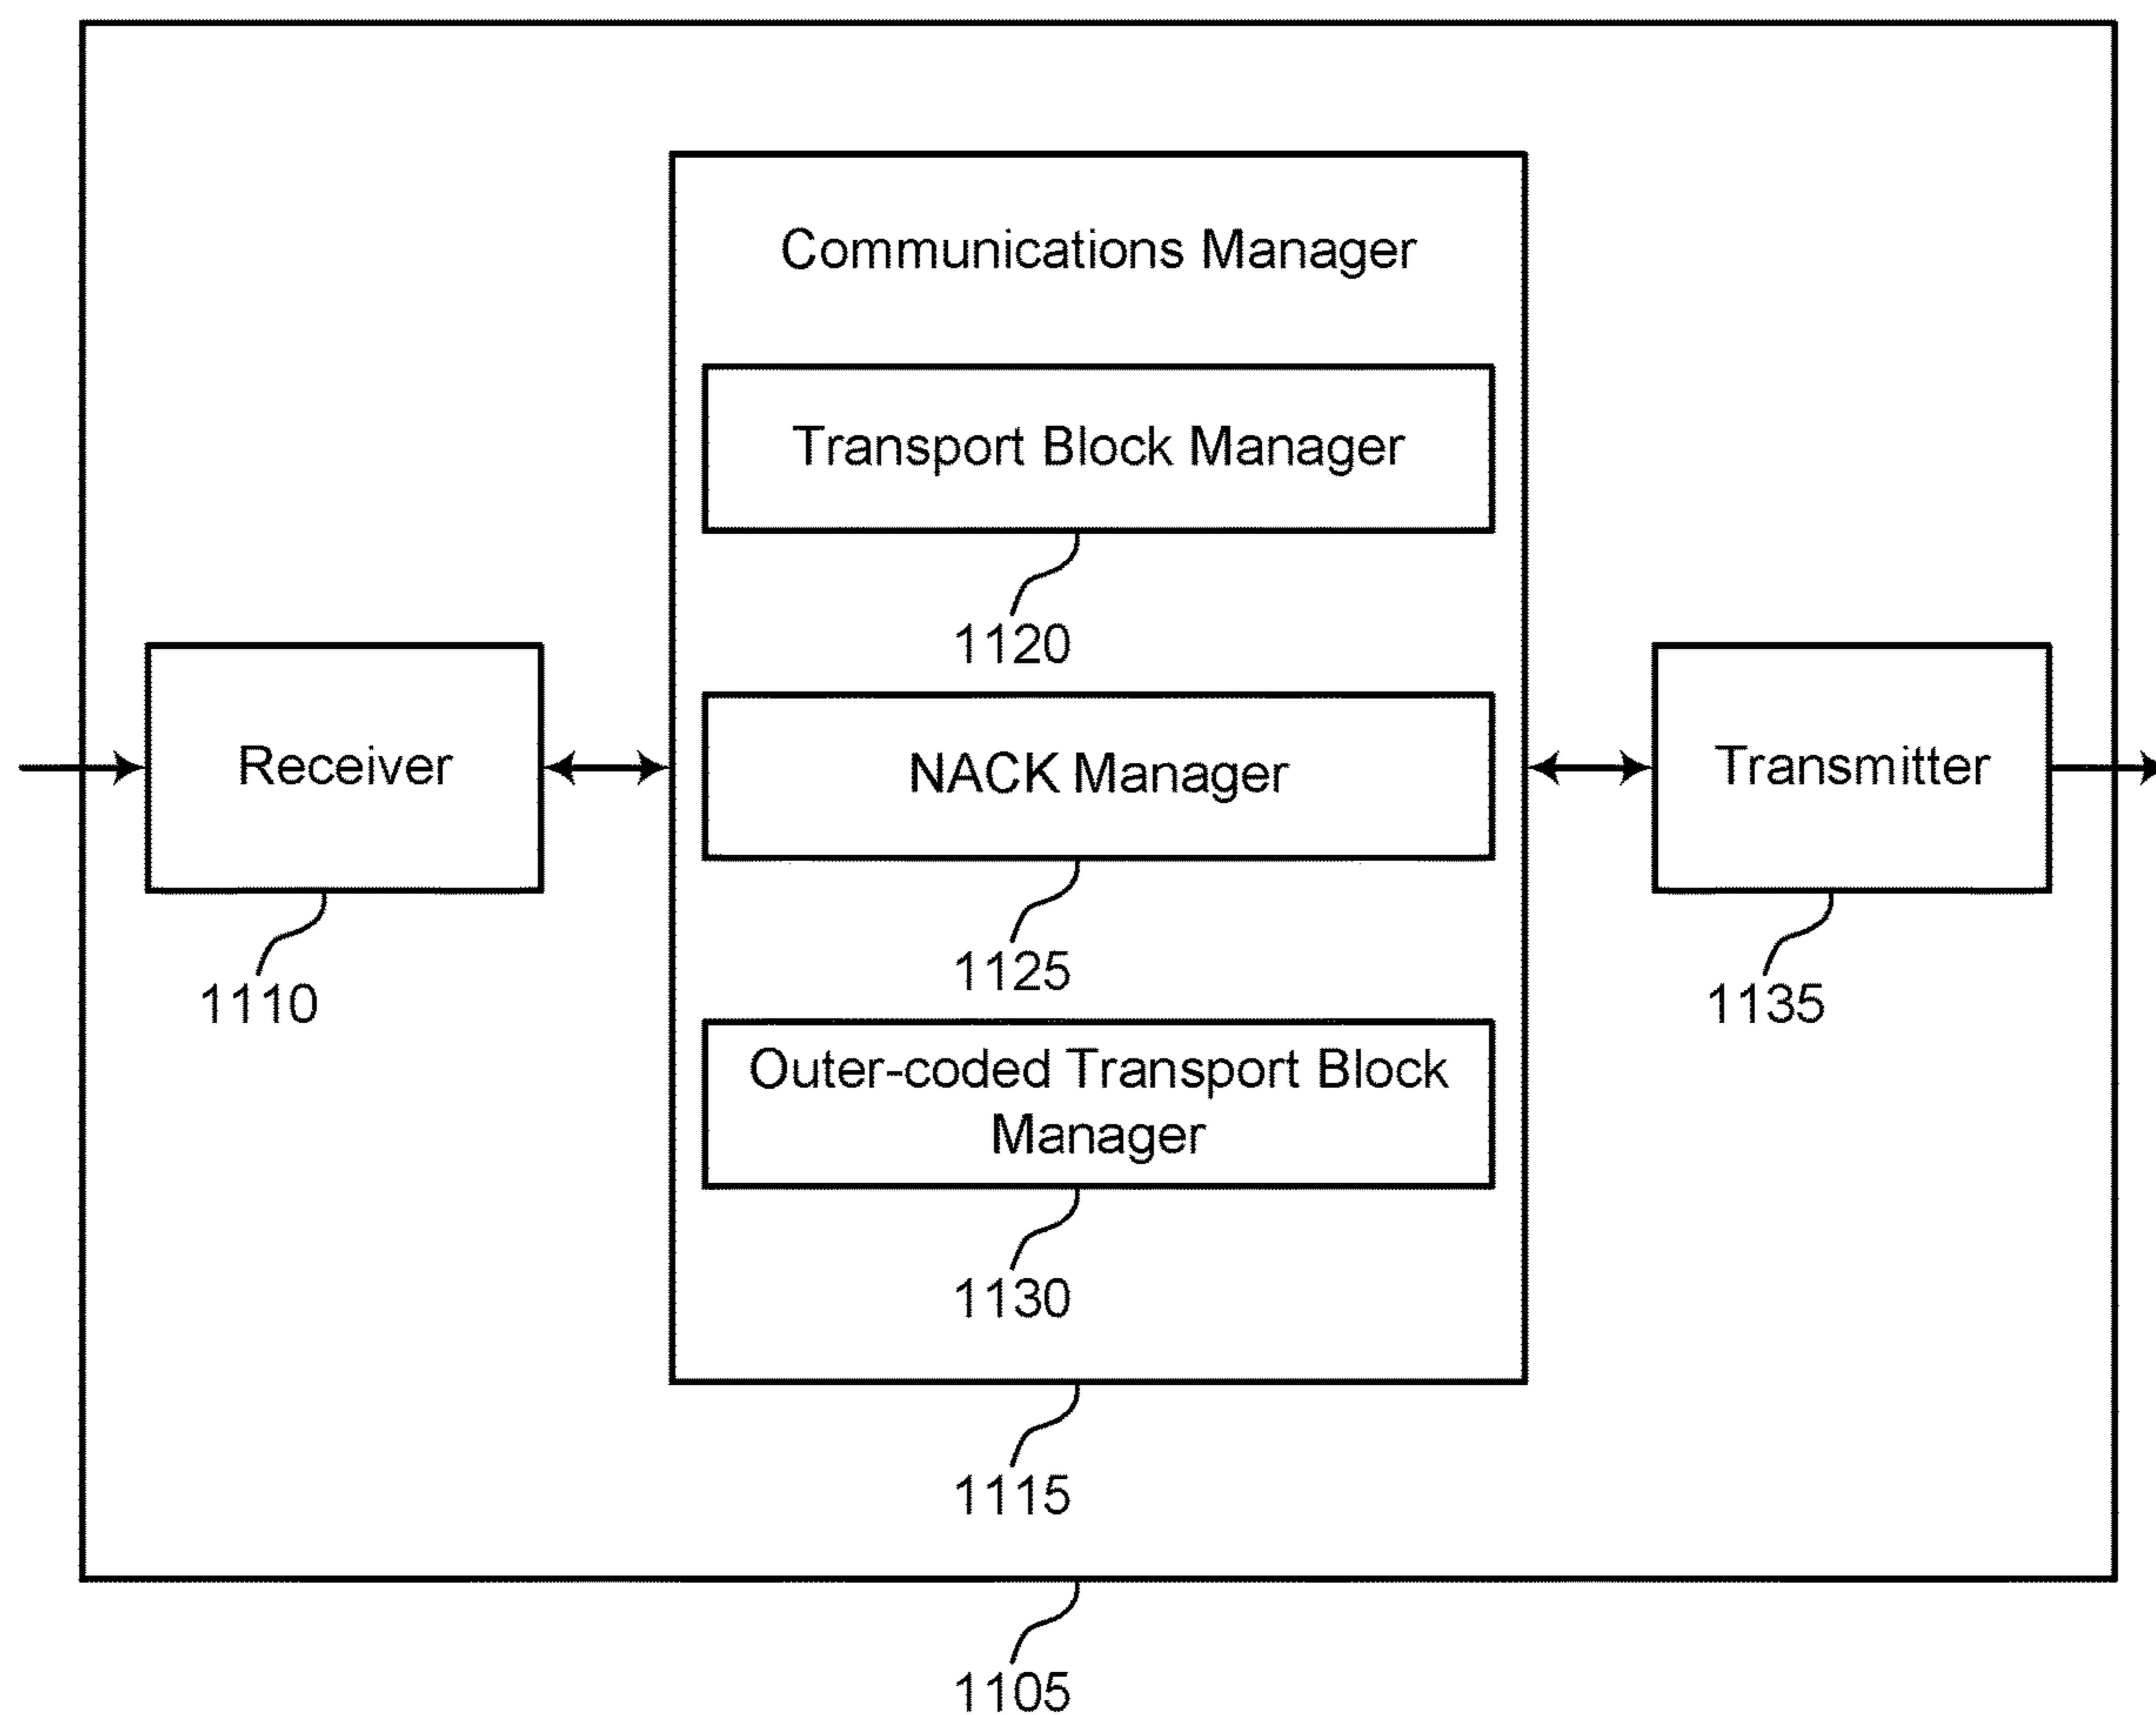 Communications Manager
Transport Block Manager
1120
Receiver
1110
NACK Manager
1125
Transmitter
1135
Outer-coded Transport Block
Manager
1130
1115
1105